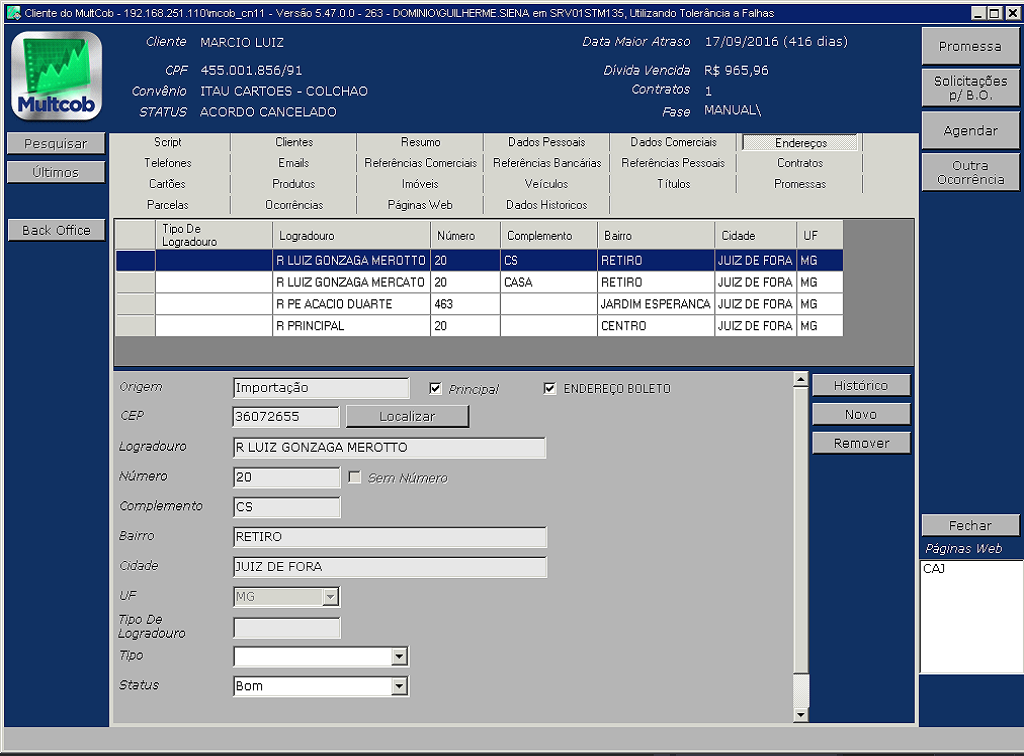 Cliente do MultCob - 192.168.251.110\mcob_cn11 - Versão 5.47.0.0 - 263 - DOMINIO\GUILHERME.SIENA em SRV01STM135, Utilizando Tolerância a Falhas
Multcob
Cliente MARCIO LUIZ
Data Maior Atraso 17/09/2016 (416 dias)
CPF 455.001.856/91
Dívida Vencida R$ 965,96
Convênio ITAU CARTOES - COLCHAO
Contratos 1
STATUS ACORDO CANCELADO
Fase MANUAL\
Promessa
Solicitações
p/ B.O.
Agendar
Outra
Ocorrência
Pesquisar
Últimos
Back Office
Script Clientes Resumo Dados Pessoais Dados Comerciais Endereços
Telefones Emails Referências Comerciais Referências Bancárias Referências Pessoais Contratos
Cartões Produtos Imóveis Veículos Títulos Promessas
Parcelas Ocorrências Páginas Web Dados Historicos
Tipo De
Logradouro Logradouro Número Complemento Bairro Cidade UF
R LUIZ GONZAGA MEROTTO 20 CS RETIRO JUIZ DE FORA MG
R LUIZ GONZAGA MERCATO 20 CASA RETIRO JUIZ DE FORA MG
R PE ACACIO DUARTE 463 JARDIM ESPERANCA JUIZ DE FORA MG
R PRINCIPAL 20 CENTRO JUIZ DE FORA MG
Origem Importação Principal ENDEREÇO BOLETO
CEP 36072655 Localizar
Logradouro R LUIZ GONZAGA MEROTTO
Número 20 Sem Número
Complemento CS
Bairro RETIRO
Cidade JUIZ DE FORA
UF MG
Tipo De
Logradouro
Tipo
Status Bom
Histórico
Novo
Remover
Fechar
Páginas Web
CAJ